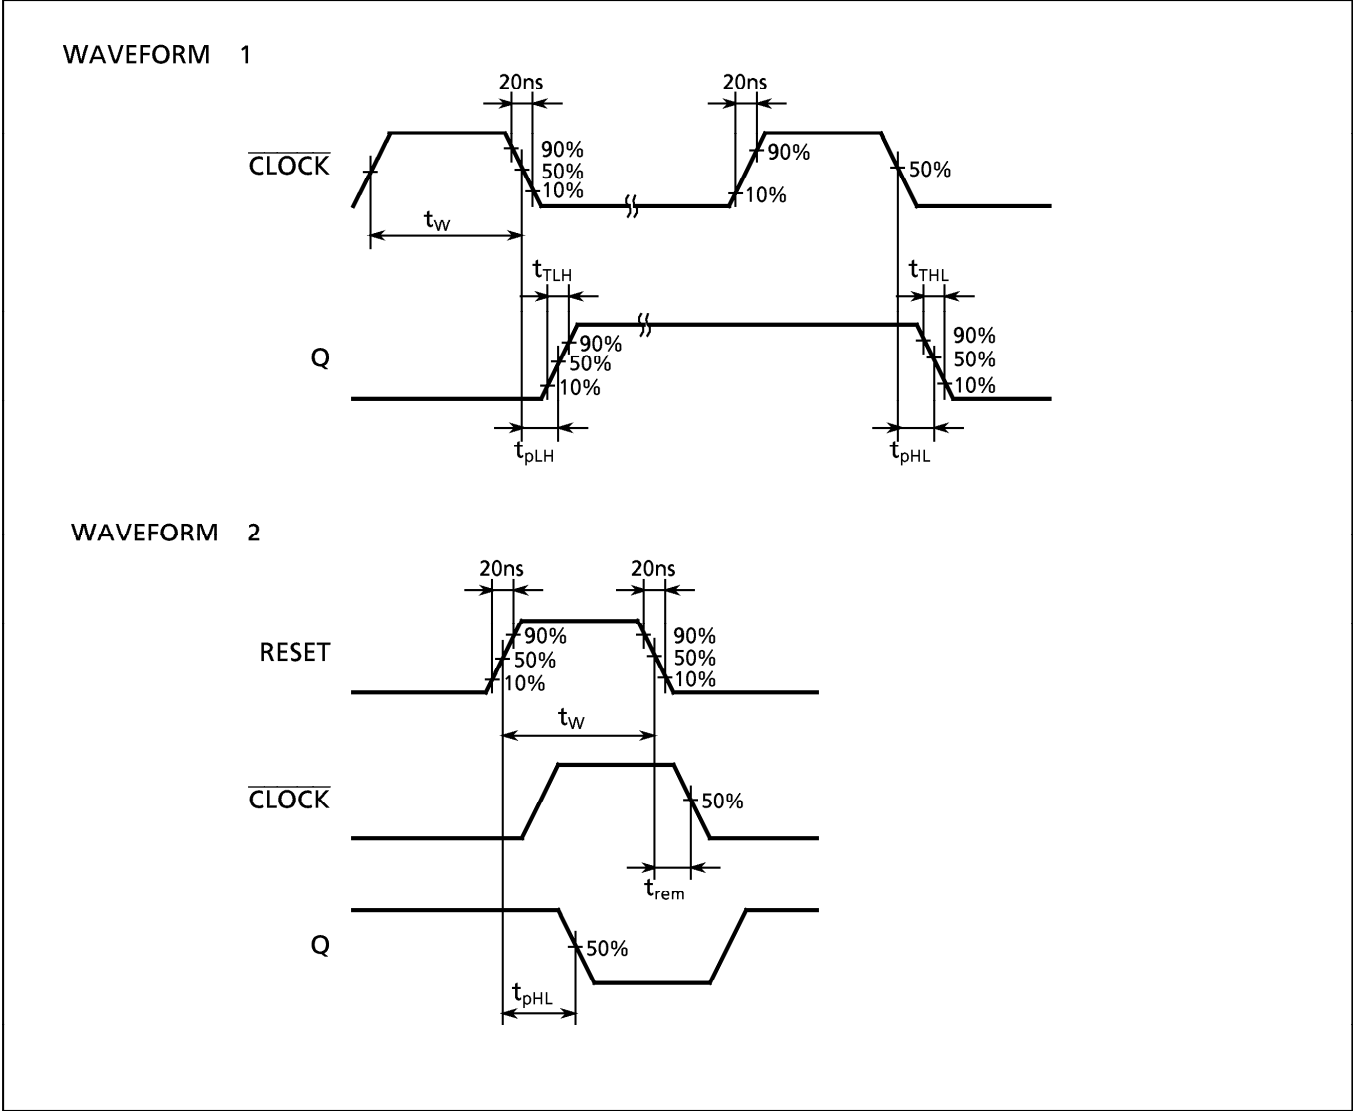 WAVEFORM 1
20ns
20ns
CLOCK
90%
50%
10%
90%
10%
50%
tW
tTLH
tTHL
Q
90%
50%
10%
90%
50%
10%
tpLH
tpHL
WAVEFORM 2
20ns
20ns
RESET
90%
50%
10%
90%
50%
10%
tW
CLOCK
50%
trem
Q
50%
tpHL